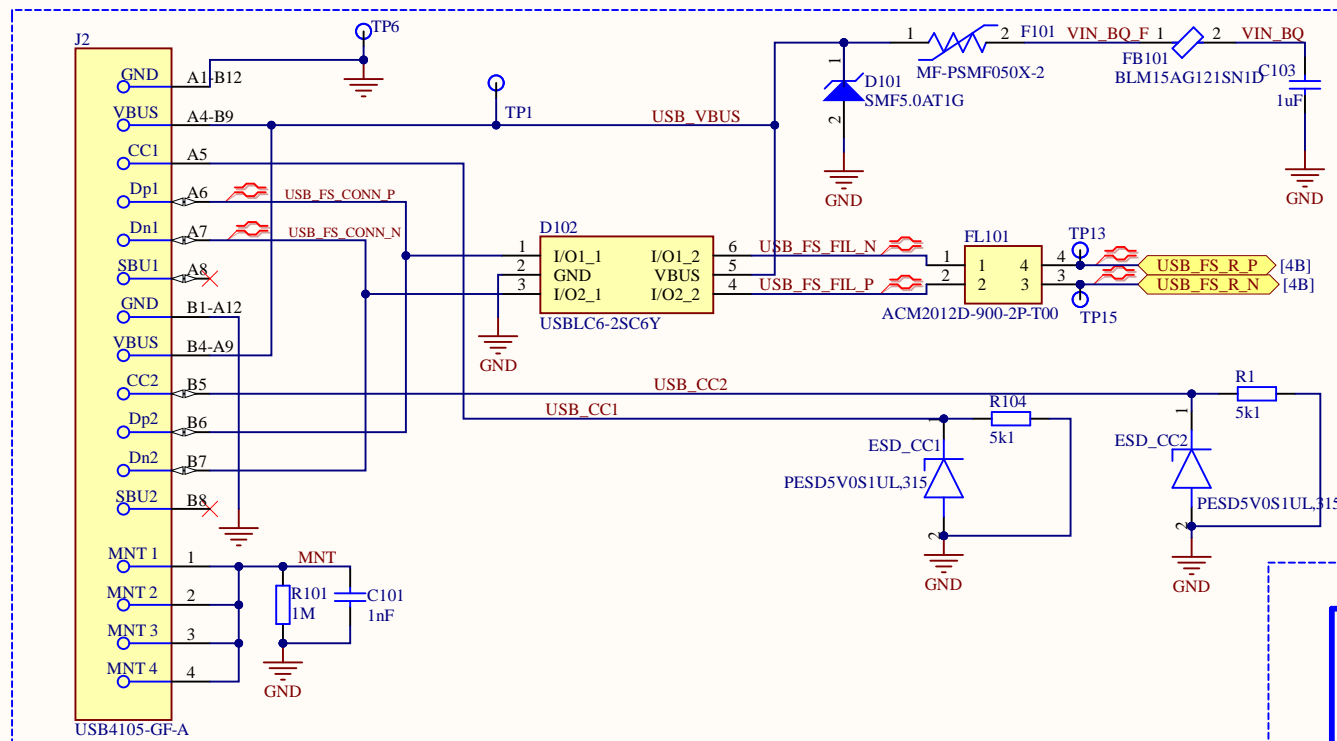 J2
GND
A1-B12
VBUS
A4-B9
CC1
A5
Dp1
A6
Dn1
A7
SBU1
A8
GND
B1-A12
VBUS
B4-A9
CC2
B5
Dp2
B6
Dn2
B7
SBU2
B8
MNT 1
1
MNT 2
2
MNT 3
3
MNT 4
4
USB4105-GF-A
TP6
TP1
USB_VBUS
USB_FS_CONN_P
USB_FS_CONN_N
1
2
F101
MF-PSMF050X-2
VIN_BQ_F
1
2
FB101
BLM15AG121SN1D
VIN_BQ
C103
1uF
GND
1
D101
SMF5.0AT1G
2
GND
D102
1
I/O1_1
I/O1_2
6
2
GND
VBUS
5
3
I/O2_1
I/O2_2
4
USBLC6-2SC6Y
GND
USB_FS_FIL_N
USB_FS_FIL_P
FL101
1
1
4
4
2
2
3
3
ACM2012D-900-2P-T00
TP13
TP15
USB_FS_R_P
[4B]
USB_FS_R_N
[4B]
USB_CC2
USB_CC1
R104
5k1
1
ESD_CC1
PESD5V0S1UL,315
2
GND
R1
5k1
1
ESD_CC2
PESD5V0S1UL,315
2
GND
MNT
R101
1M
C101
1nF
GND